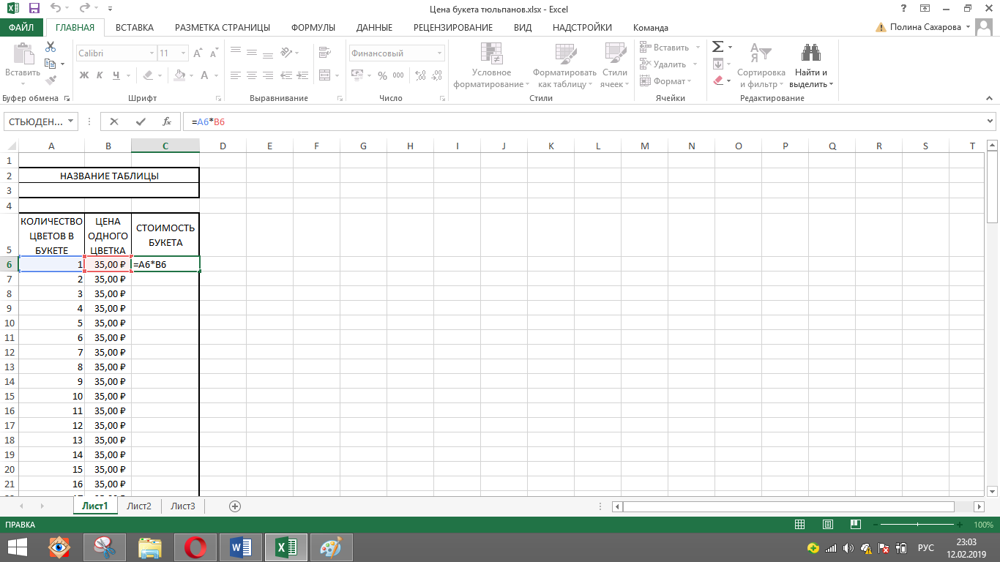 Цена букета тюльпанов.xlsx - Excel
ФАЙЛ ГЛАВНАЯ ВСТАВКА РАЗМЕТКА СТРАНИЦЫ ФОРМУЛЫ ДАННЫЕ РЕЦЕНЗИРОВАНИЕ ВИД НАДСТРОЙКИ Команда Полина Сахарова
Вставить
Calibri 11
Ж К Ч А
Финансовый
% 000
Условное форматирование
Форматировать как таблицу
Стили ячеек
Вставить
Удалить
Формат
Сортировка и фильтр
Найти и выделить
Буфер обмена Шрифт Выравнивание Число Стили Ячейки Редактирование
СТЬЮДЕН... fx =A6*B6
A B C D E F G H I J K L M N O P Q R S T
1
2 НАЗВАНИЕ ТАБЛИЦЫ
3
4
5 КОЛИЧЕСТВО ЦВЕТОВ В БУКЕТЕ ЦЕНА ОДНОГО ЦВЕТКА СТОИМОСТЬ БУКЕТА
6 1 35,00 ₽ =A6*B6
7 2 35,00 ₽
8 3 35,00 ₽
9 4 35,00 ₽
10 5 35,00 ₽
11 6 35,00 ₽
12 7 35,00 ₽
13 8 35,00 ₽
14 9 35,00 ₽
15 10 35,00 ₽
16 11 35,00 ₽
17 12 35,00 ₽
18 13 35,00 ₽
19 14 35,00 ₽
20 15 35,00 ₽
21 16 35,00 ₽
Лист1 Лист2 Лист3
ПРАВКА 100%
РУС
23:03
12.02.2019